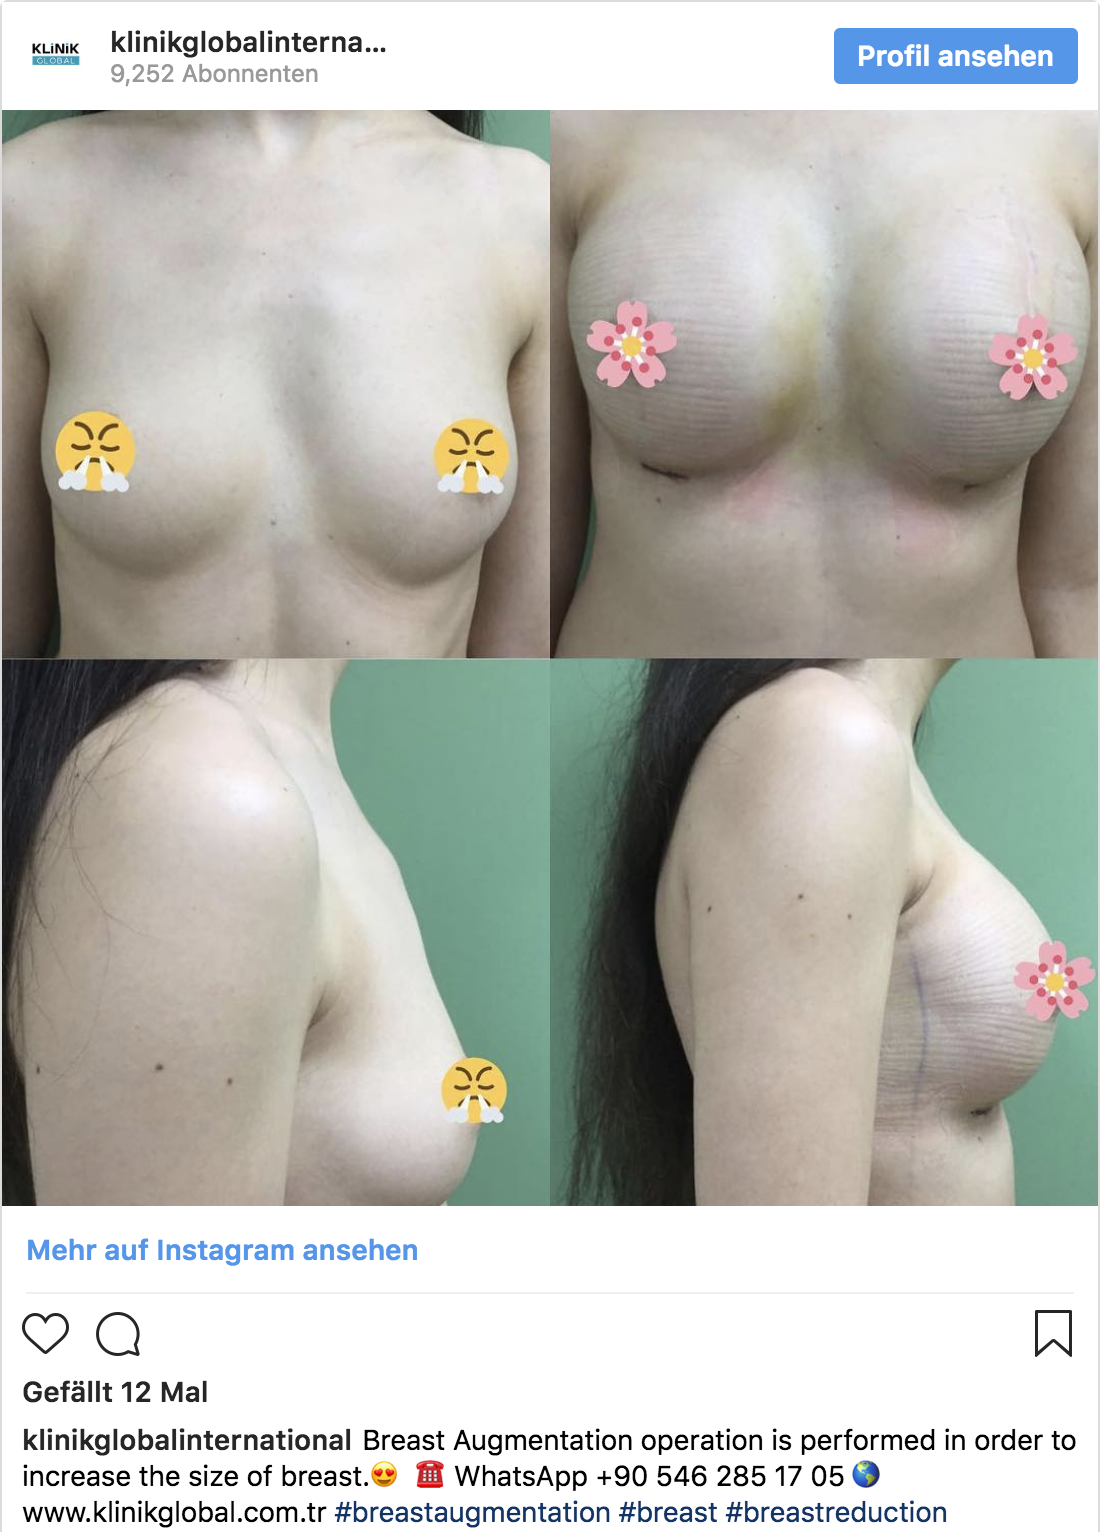 KLiNiK
GLOBAL
klinikglobalinterna...
9,252 Abonnenten
Profil ansehen
Mehr auf Instagram ansehen
Gefällt 12 Mal
klinikglobalinternational Breast Augmentation operation is performed in order to
increase the size of breast.😍 ☎️ WhatsApp +90 546 285 17 05 🌎
www.klinikglobal.com.tr #breastaugmentation #breast #breastreduction